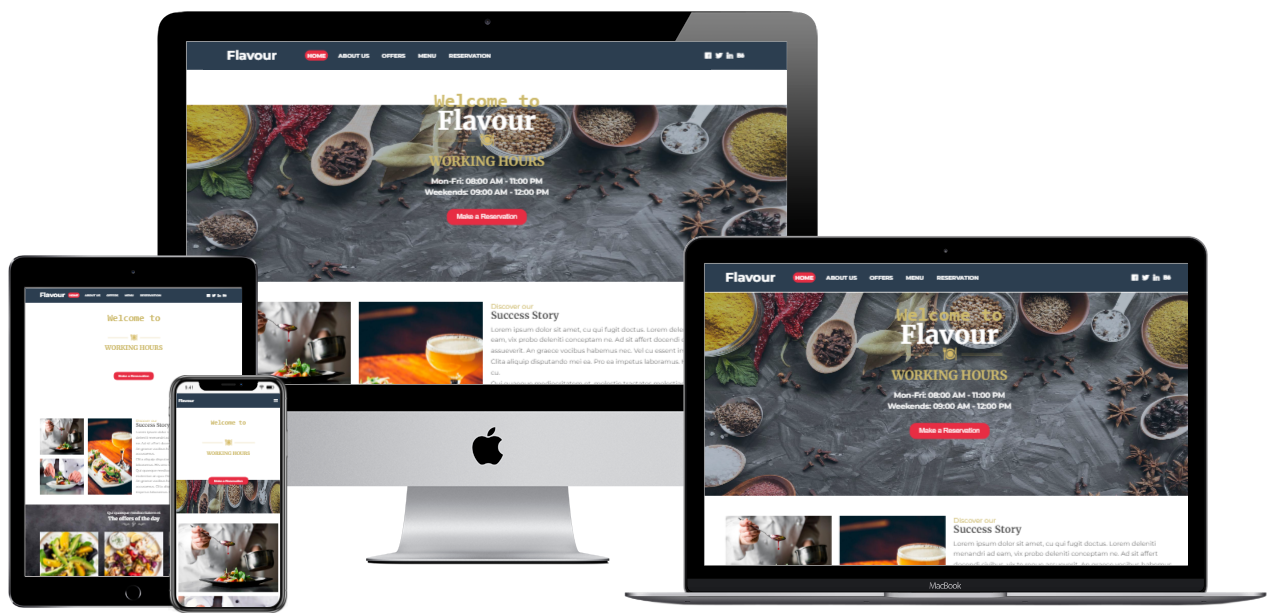 Flavour
HOME ABOUT US OFFERS MENU RESERVATION
Welcome to
Flavour
WORKING HOURS
Mon-Fri: 08:00 AM - 11:00 PM
Weekends: 09:00 AM - 12:00 PM
Make a Reservation
Discover our
Success Story
Lorem ipsum dolor sit amet, cu qui fugit doctus. Lorem dele
eam, vis probo deleniti conceptam ne. Ad sit affert docendi
assueverit. An graece vocibus habemus nec. Vel cu essent
Clita aliquip disputando mei ea. Pro ea impetus laboramus,
cu.
Flavour HOME ABOUT US OFFERS MENU RESERVATION
Welcome to
WORKING HOURS
Make a Reservation
Success Story
The offers of the day
9:41
Flavour
Welcome to
WORKING HOURS
Make a Reservation
Flavour
HOME ABOUT US OFFERS MENU RESERVATION
Welcome to
Flavour
WORKING HOURS
Mon-Fri: 08:00 AM - 11:00 PM
Weekends: 09:00 AM - 12:00 PM
Make a Reservation
Discover our
Success Story
Lorem ipsum dolor sit amet, cu qui fugit doctus. Lorem deleniti
menandri ad eam, vis probo deleniti conceptam ne. Ad sit affert
MacBook